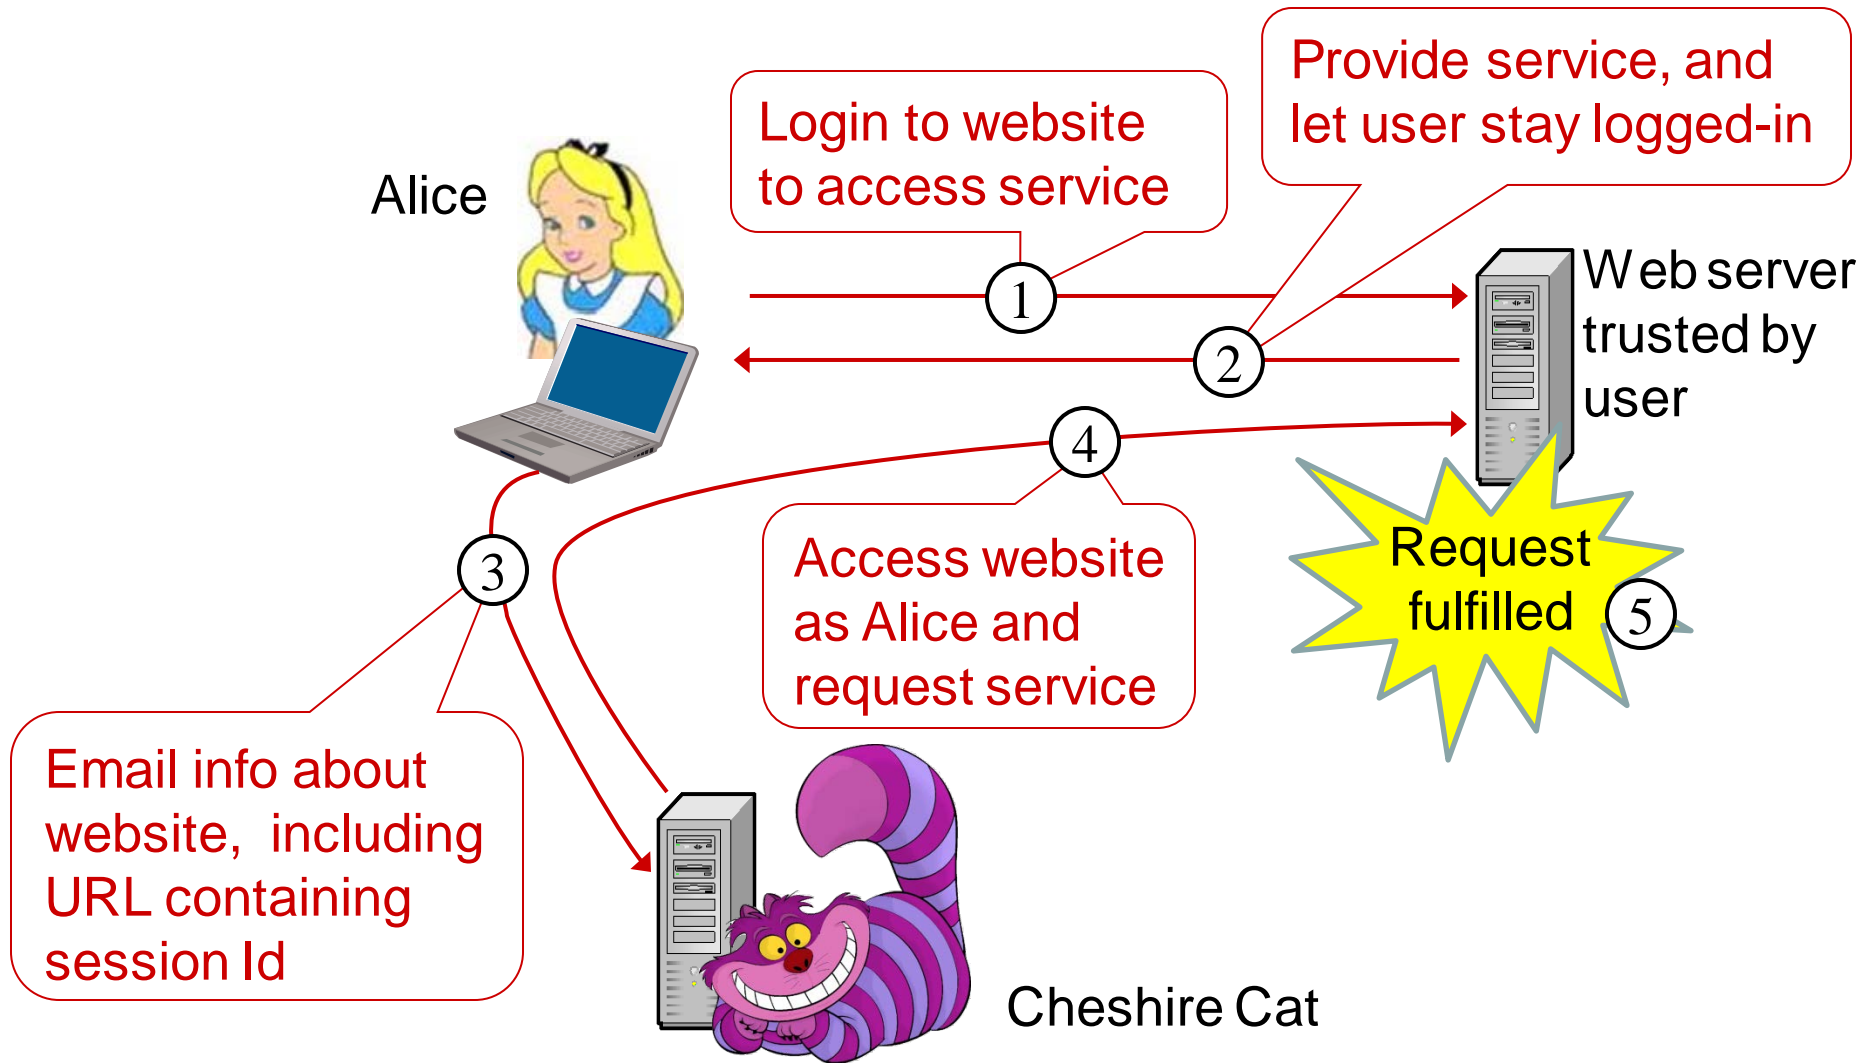 Alice
Login to website
to access service
Provide service, and
let user stay logged-in
1
2
Web server
trusted by
user
4
3
Access website
as Alice and
request service
Request
fulfilled
5
Email info about
website, including
URL containing
session Id
Cheshire Cat